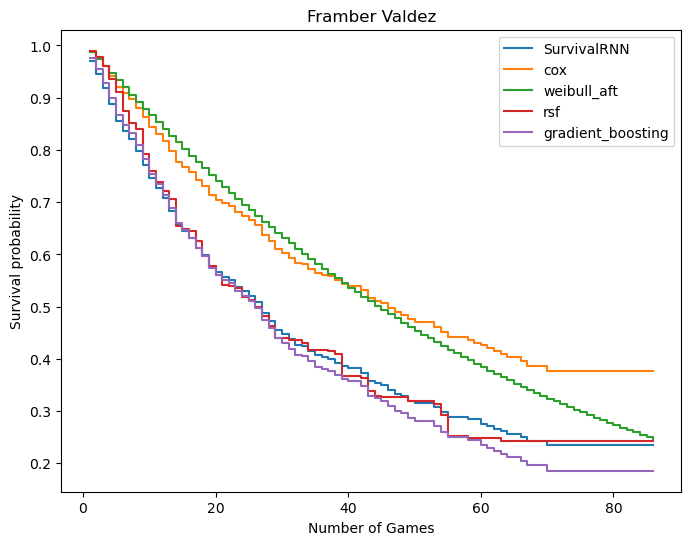 Framber Valdez
1.0
0.9
0.8
0.7
0.6
0.5
0.4
0.3
0.2
Survival probability
SurvivalRNN
cox
weibull_aft
rsf
gradient_boosting
0 20 40 60 80
Number of Games